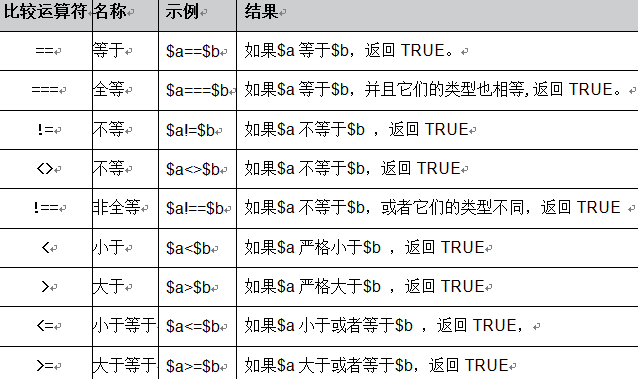 比较运算符 名称 示例 结果
== 等于 $a==$b 如果$a 等于$b，返回 TRUE。
=== 全等 $a===$b 如果$a 等于$b，并且它们的类型也相等,返回 TRUE。
!= 不等 $a!=$b 如果$a 不等于$b ，返回 TRUE
<> 不等 $a<>$b 如果$a 不等于$b，返回 TRUE
!== 非全等 $a!==$b 如果$a 不等于$b，或者它们的类型不同，返回 TRUE
< 小于 $a<$b 如果$a 严格小于$b ，返回 TRUE
> 大于 $a>$b 如果$a 严格大于$b ，返回 TRUE
<= 小于等于 $a<=$b 如果$a 小于或者等于$b ，返回 TRUE，
>= 大于等于 $a>=$b 如果$a 大于或者等于$b，返回 TRUE